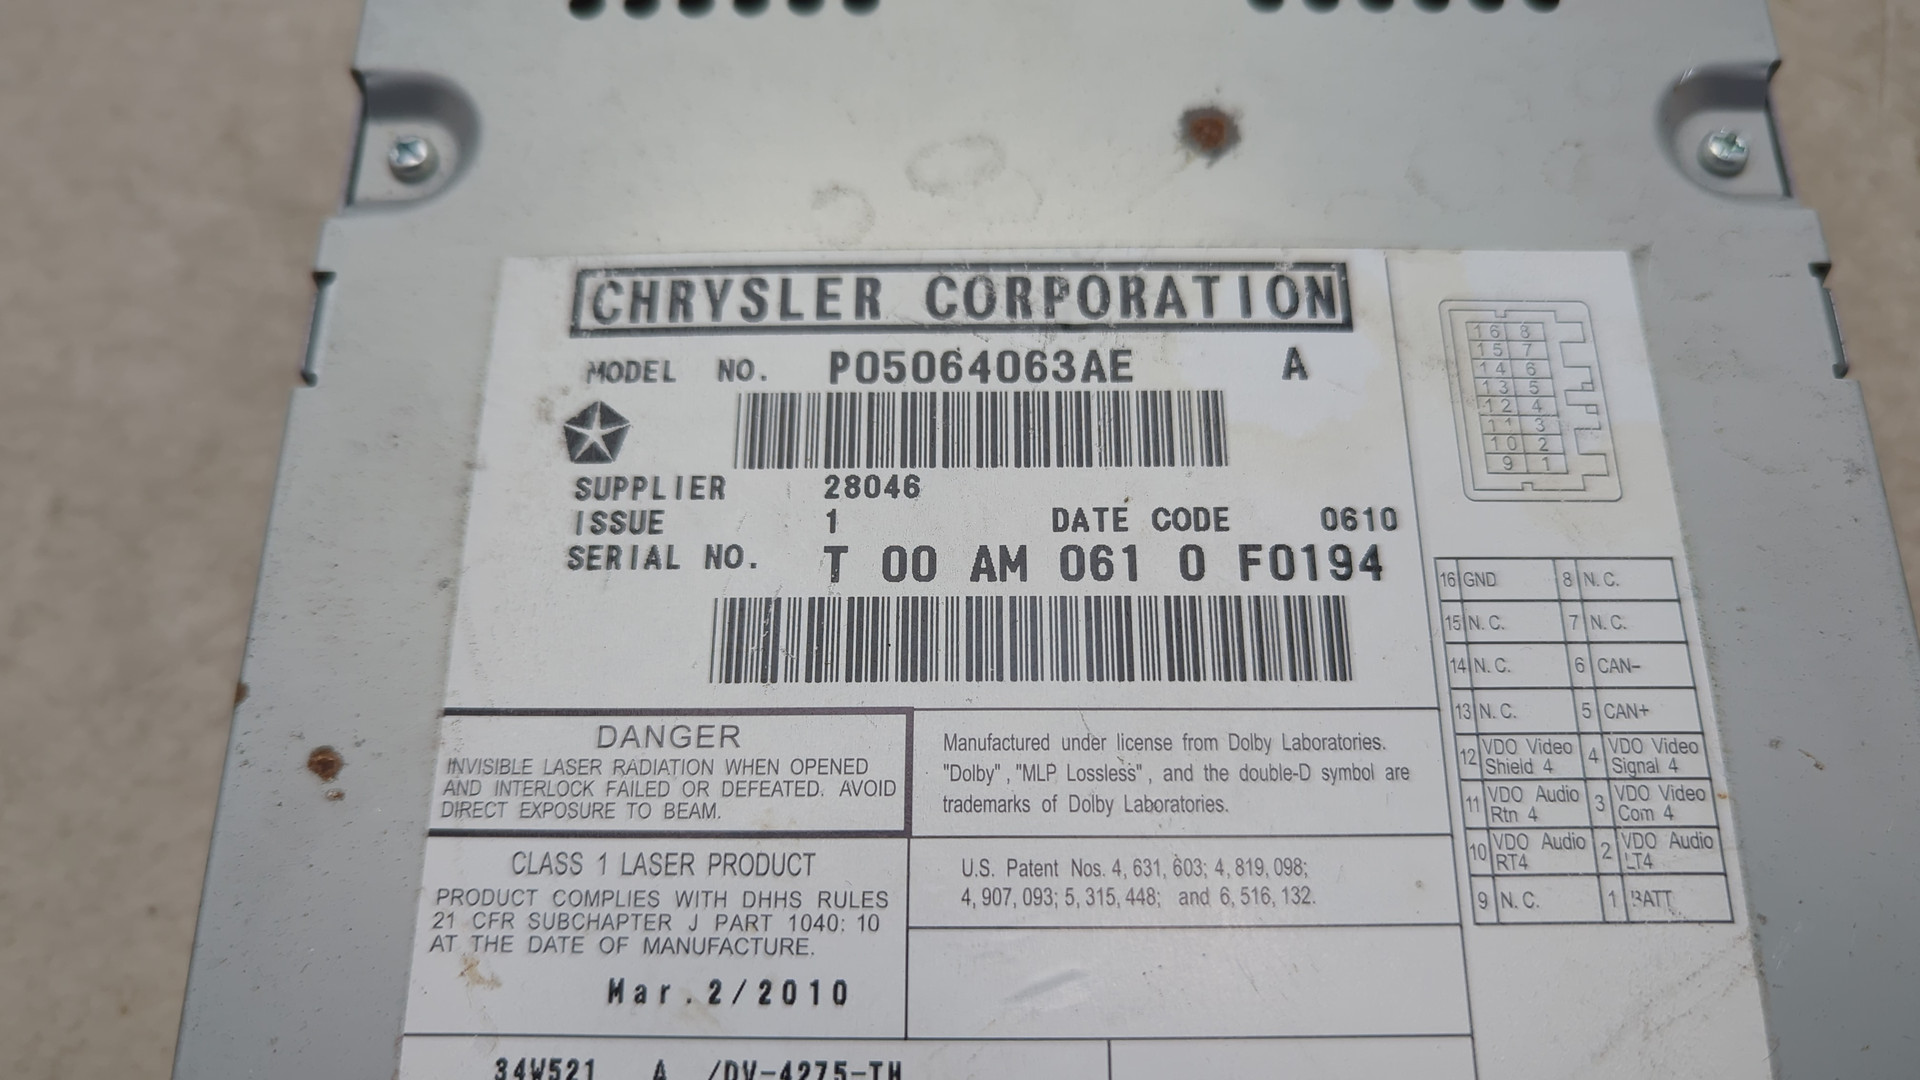 CHRYSLER CORPORATION
MODEL NO. P05064063AE A
SUPPLIER 28046
ISSUE 1 DATE CODE 0610
SERIAL NO. T 00 AM 061 0 F0194
DANGER
INVISIBLE LASER RADIATION WHEN OPENED
AND INTERLOCK FAILED OR DEFEATED. AVOID
DIRECT EXPOSURE TO BEAM.
CLASS 1 LASER PRODUCT
PRODUCT COMPLIES WITH DHHS RULES
21 CFR SUBCHAPTER J PART 1040: 10
AT THE DATE OF MANUFACTURE.
Mar.2/2010
34W521 A /DV-4275-TH
Manufactured under license from Dolby Laboratories.
"Dolby", "MLP Lossless", and the double-D symbol are
trademarks of Dolby Laboratories.
U.S. Patent Nos. 4, 631, 603; 4, 819, 098;
4, 907, 093; 5, 315, 448; and 6, 516, 132.
16 8
15 7
14 6
13 5
12 4
11 3
10 2
9 1
16 GND 8 N.C.
15 N.C. 7 N.C.
14 N.C. 6 CAN-
13 N.C. 5 CAN+
12 VDO Video Shield 4 4 VDO Video Signal 4
11 VDO Audio Rtn 4 3 VDO Video Com 4
10 VDO Audio RT4 2 VDO Audio LT4
9 N.C. 1 BATT